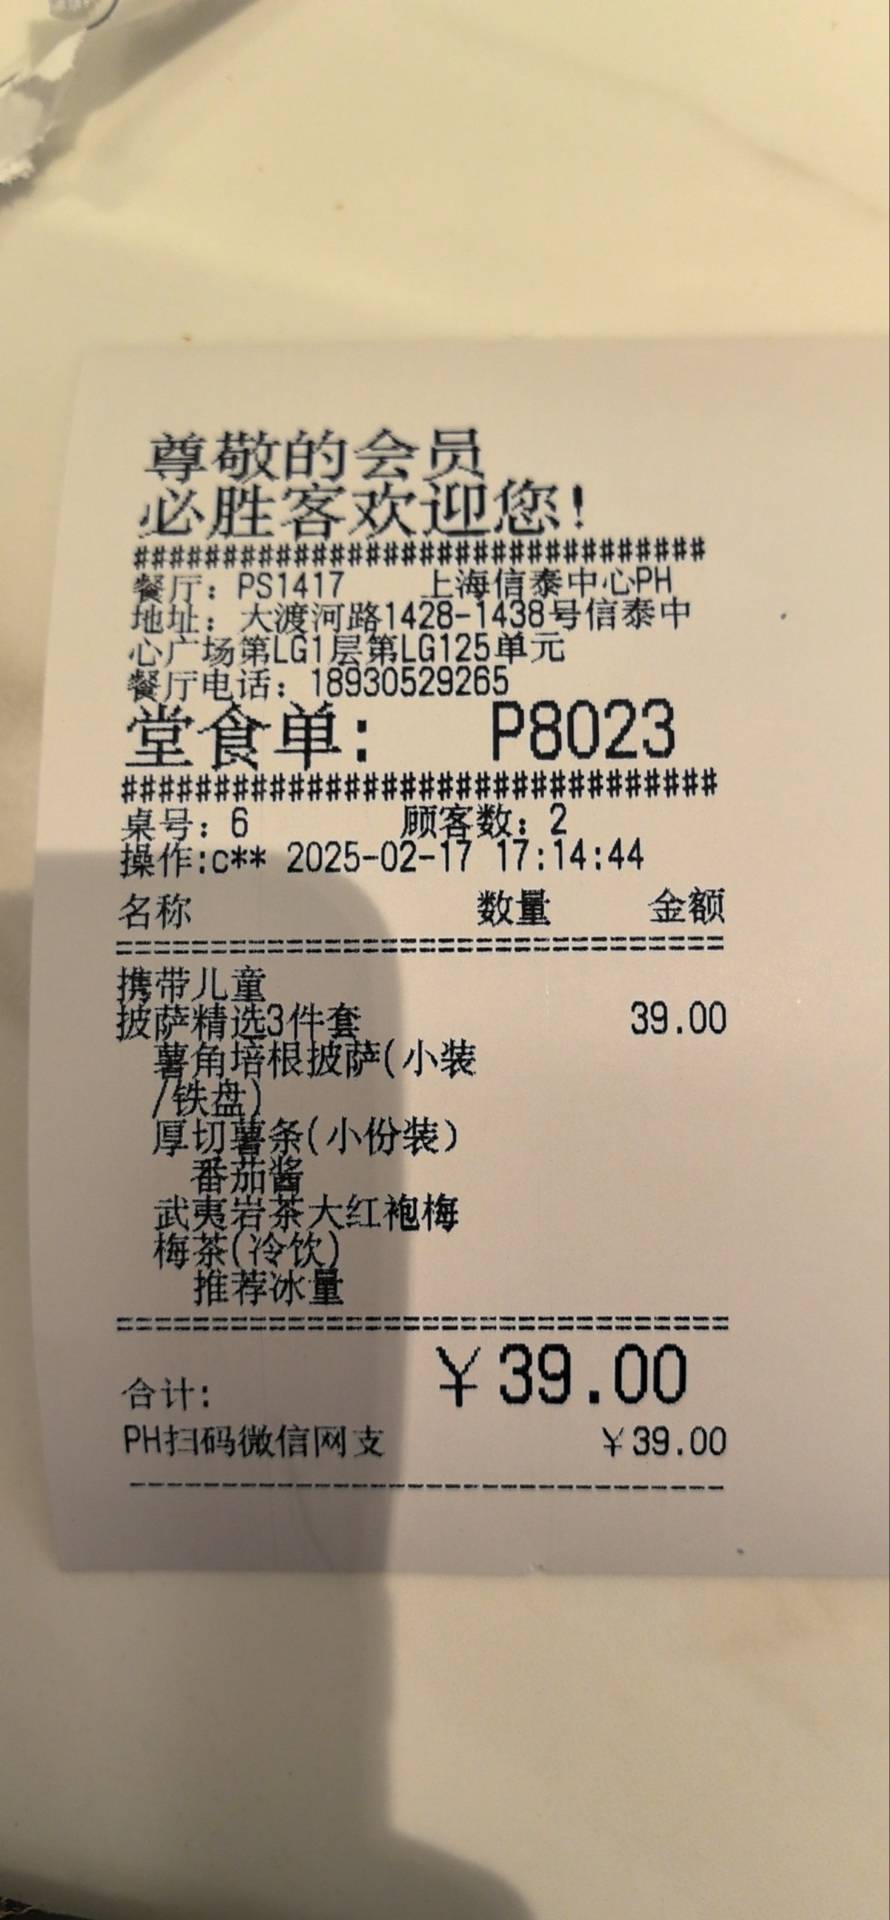 尊敬的会员
必胜客欢迎您!
################################
餐厅: PS1417 上海信泰中心PH
地址: 大渡河路1428-1438号信泰中
心广场第LG1层第LG125单元
餐厅电话: 18930529265
堂食单: P8023
################################
桌号: 6 顾客数: 2
操作:c** 2025-02-17 17:14:44
名称 数量 金额
================================
携带儿童
披萨精选3件套 39.00
薯角培根披萨(小装
/铁盘)
厚切薯条(小份装)
番茄酱
武夷岩茶大红袍梅
梅茶(冷饮)
推荐冰量
================================
合计: ¥39.00
PH扫码微信网支 ¥39.00
--------------------------------